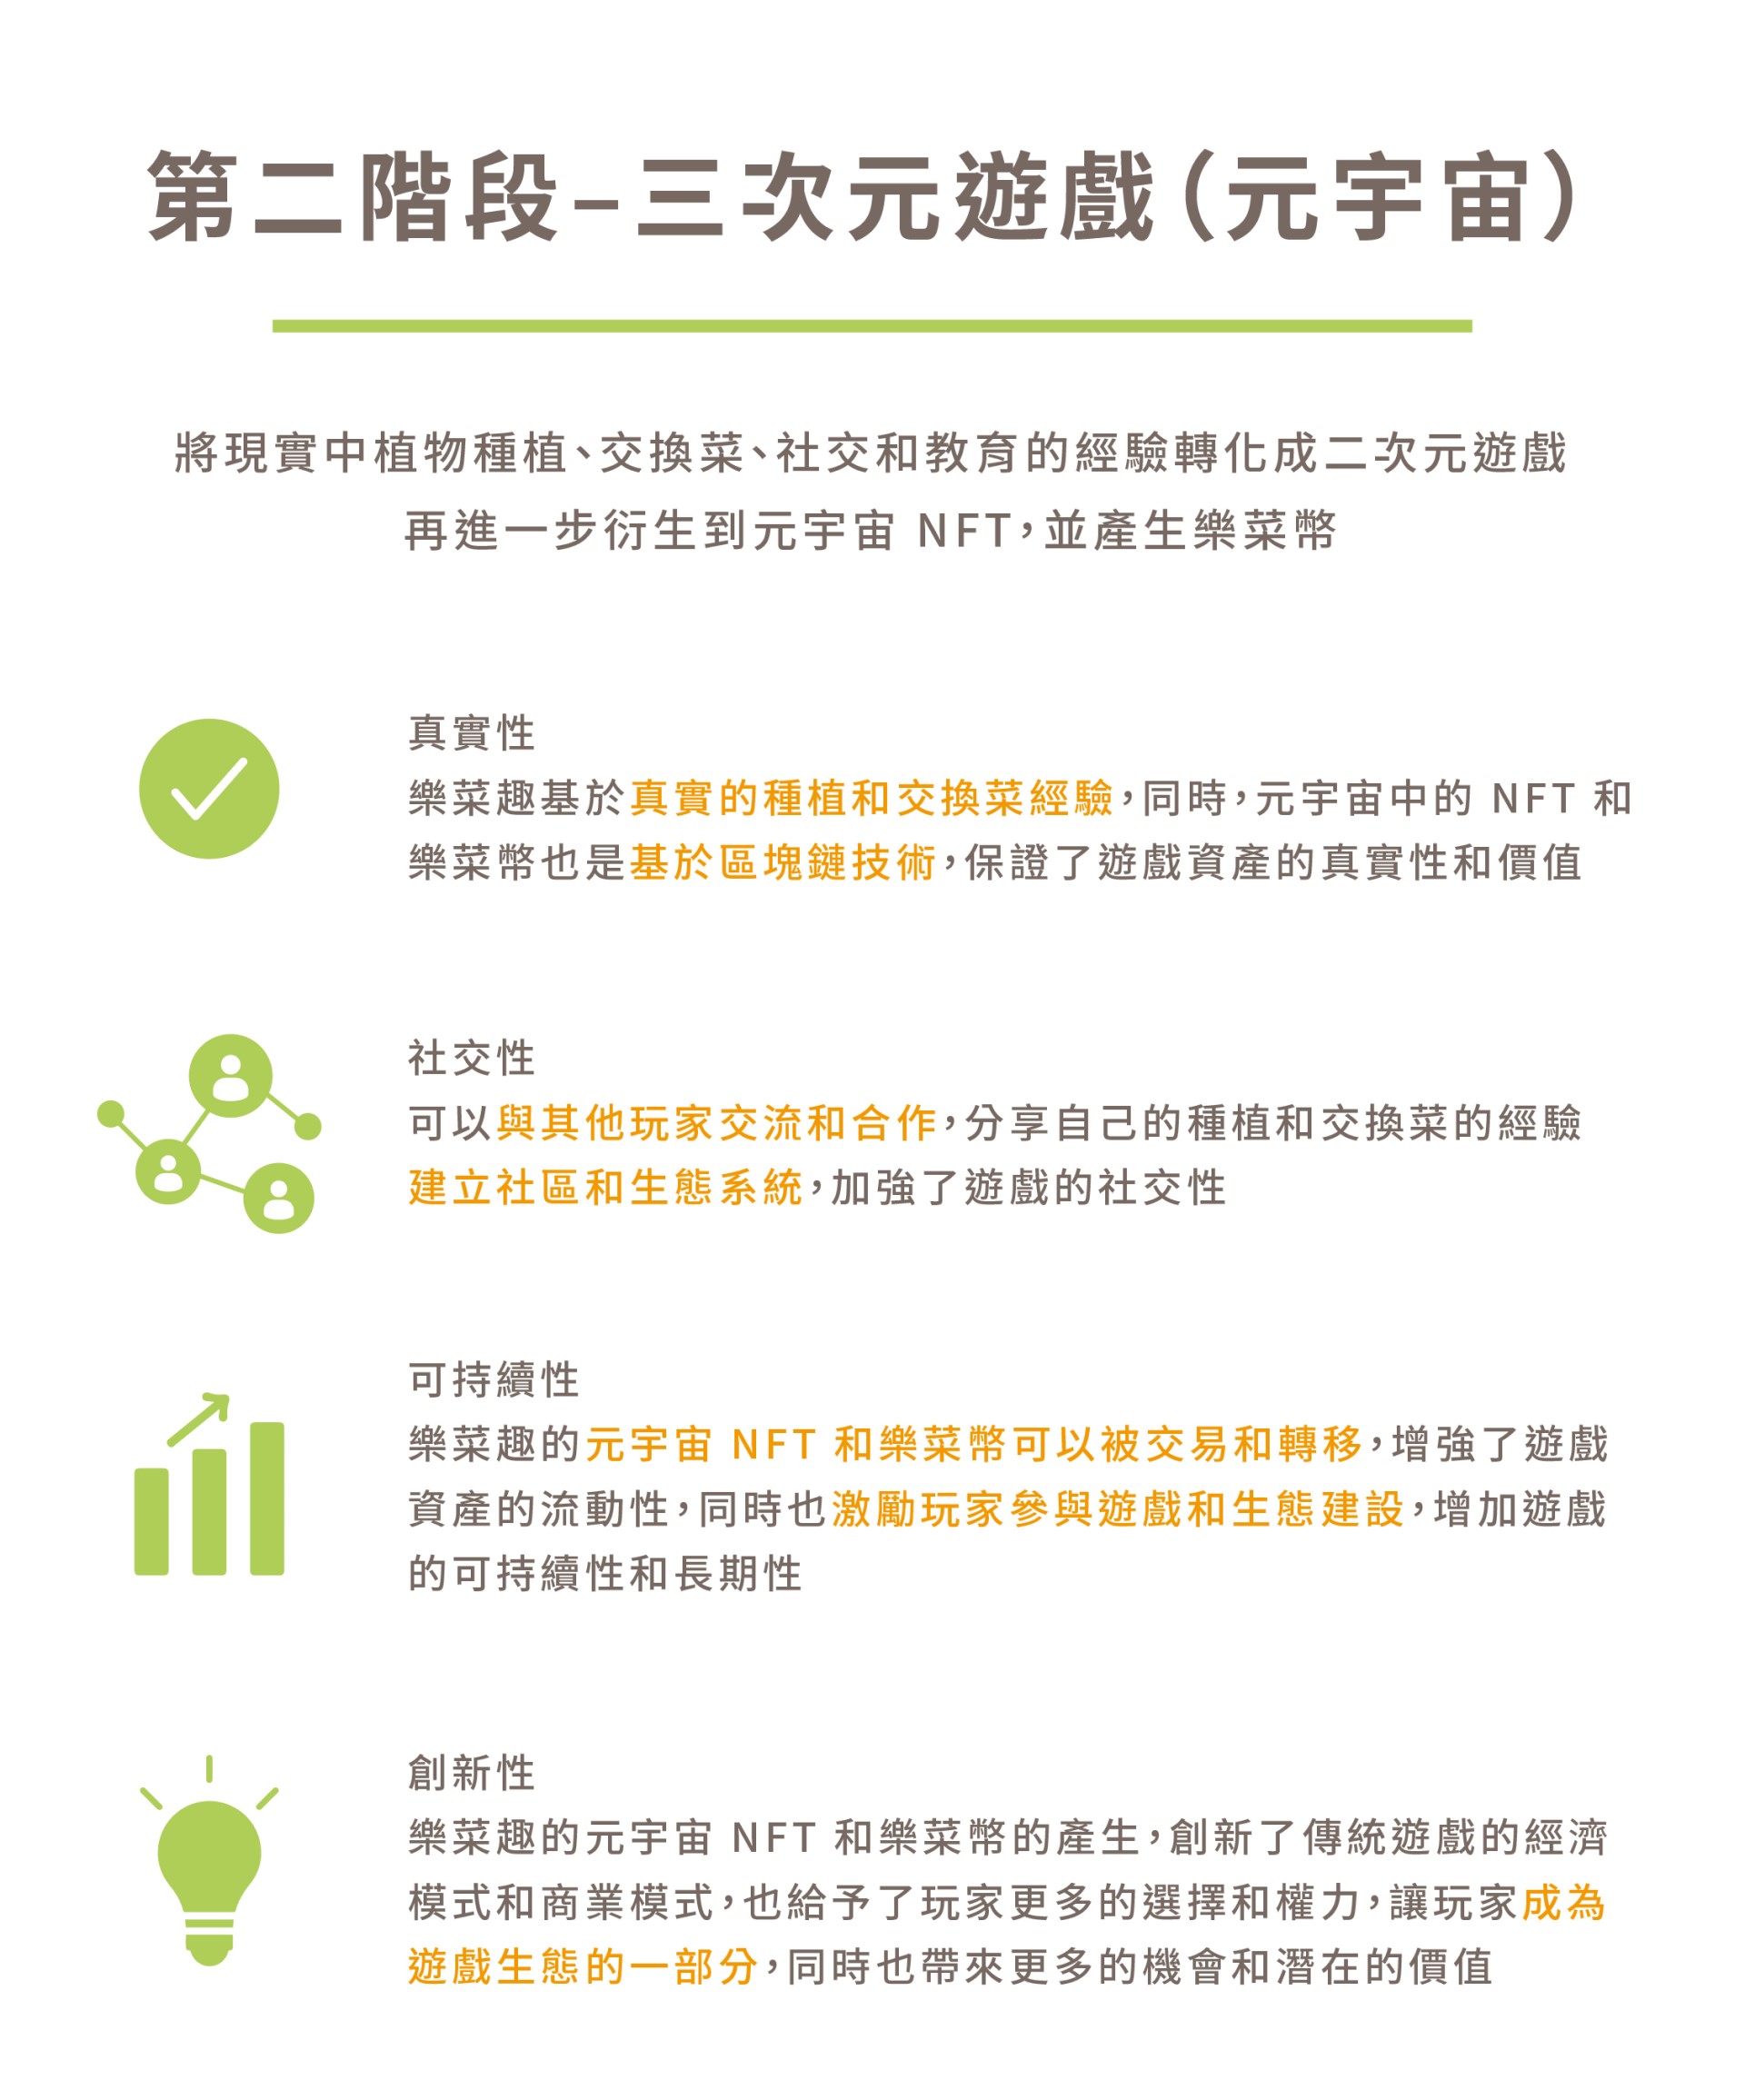 第二階段–三次元遊戲（元宇宙）
將現實中植物種植、交換菜、社交和教育的經驗轉化成二次元遊戲
再進一步衍生到元宇宙 NFT，並產生樂菜幣
真實性
樂菜趣基於真實的種植和交換菜經驗，同時，元宇宙中的 NFT 和
樂菜幣也是基於區塊鏈技術，保證了遊戲資產的真實性和價值
社交性
可以與其他玩家交流和合作，分享自己的種植和交換菜的經驗
建立社區和生態系統，加強了遊戲的社交性
可持續性
樂菜趣的元宇宙 NFT 和樂菜幣可以被交易和轉移，增強了遊戲
資產的流動性，同時也激勵玩家參與遊戲和生態建設，增加遊戲
的可持續性和長期性
創新性
樂菜趣的元宇宙 NFT 和樂菜幣的產生，創新了傳統遊戲的經濟
模式和商業模式，也給予了玩家更多的選擇和權力，讓玩家成為
遊戲生態的一部分，同時也帶來更多的機會和潛在的價值